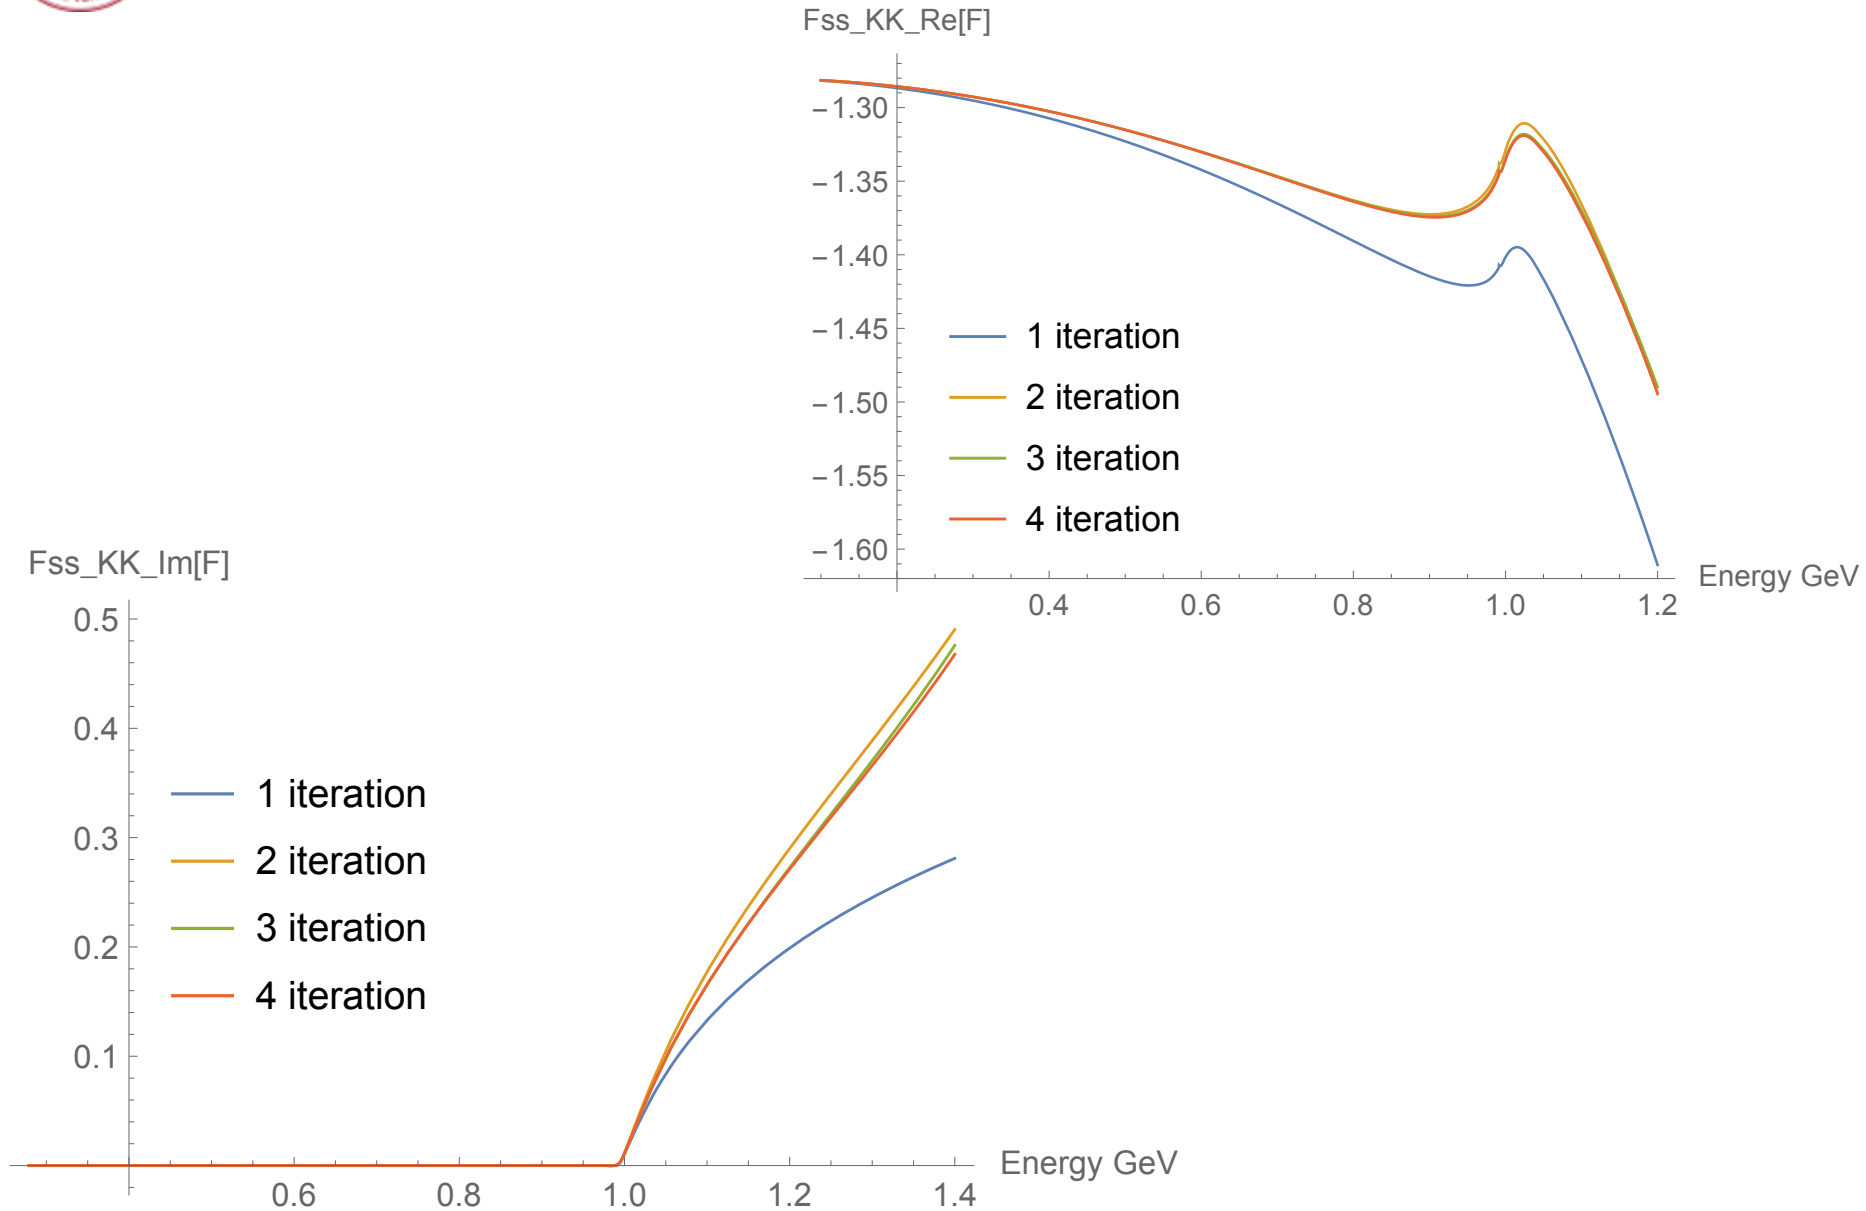 Fss_KK_Re[F]
−1.30
−1.35
−1.40
−1.45
−1.50
−1.55
−1.60
1 iteration
2 iteration
3 iteration
4 iteration
0.4 0.6 0.8 1.0 1.2
Energy GeV
Fss_KK_Im[F]
0.5
0.4
0.3
0.2
0.1
1 iteration
2 iteration
3 iteration
4 iteration
0.6 0.8 1.0 1.2 1.4
Energy GeV